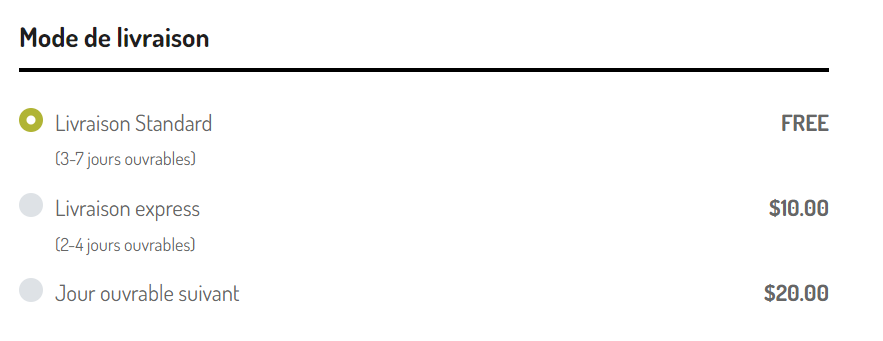 Mode de livraison
Livraison Standard FREE
(3-7 jours ouvrables)
Livraison express $10.00
(2-4 jours ouvrables)
Jour ouvrable suivant $20.00